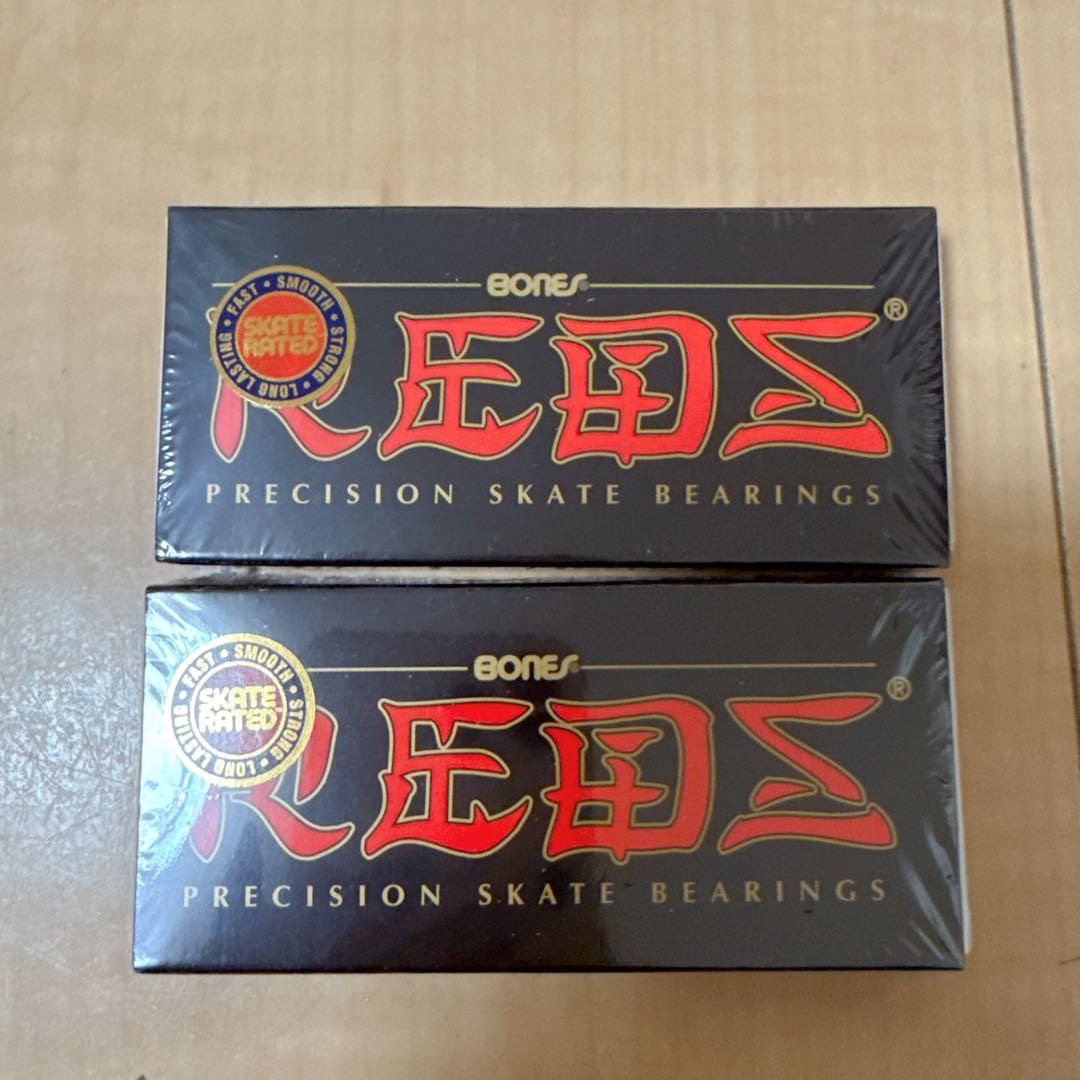 BONES®
FAST • SMOOTH • STRONG • LONG LASTING •
SKATE
RATED
REDS®
PRECISION SKATE BEARINGS
BONES®
FAST • SMOOTH • STRONG • LONG LASTING •
SKATE
RATED™
REDS®
PRECISION SKATE BEARINGS